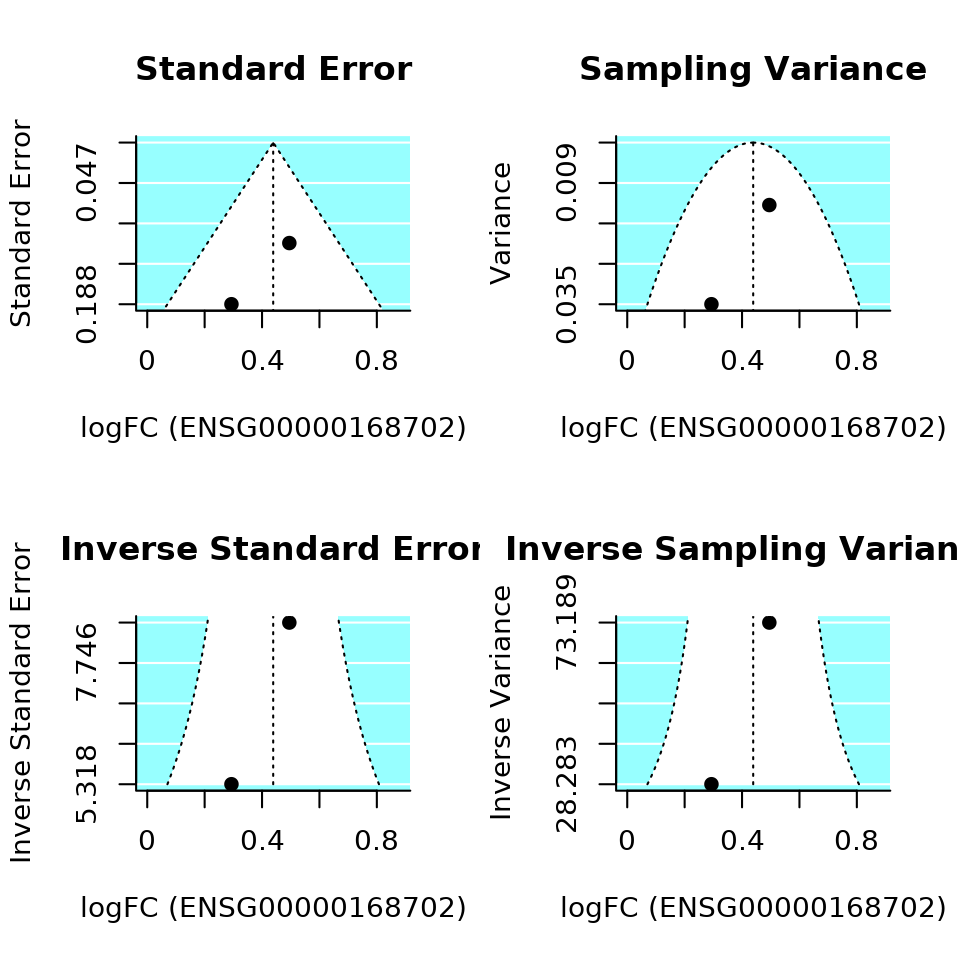 Standard Error
Standard Error
0.047
0.188
0 0.4 0.8
logFC (ENSG00000168702)
Sampling Variance
Variance
0.009
0.035
0 0.4 0.8
logFC (ENSG00000168702)
Inverse Standard Error
Inverse Standard Error
7.746
5.318
0 0.4 0.8
logFC (ENSG00000168702)
Inverse Sampling Varian
Inverse Variance
73.189
28.283
0 0.4 0.8
logFC (ENSG00000168702)